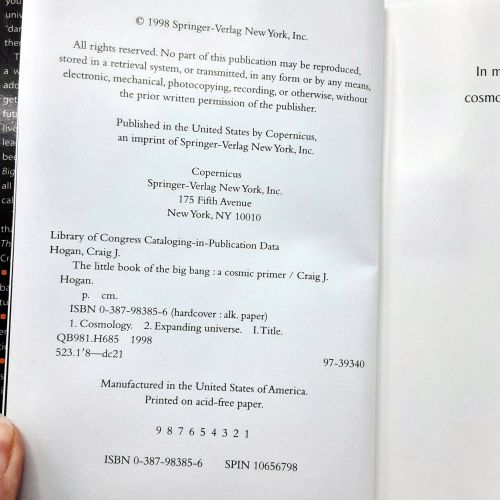 © 1998 Springer-Verlag New York, Inc.
All rights reserved. No part of this publication may be reproduced,
stored in a retrieval system, or transmitted, in any form or by any means,
electronic, mechanical, photocopying, recording, or otherwise, without
the prior written permission of the publisher.
Published in the United States by Copernicus,
an imprint of Springer-Verlag New York, Inc.
Copernicus
Springer-Verlag New York, Inc.
175 Fifth Avenue
New York, NY 10010
Library of Congress Cataloging-in-Publication Data
Hogan, Craig J.
The little book of the big bang : a cosmic primer / Craig J.
Hogan.
p. cm.
ISBN 0-387-98385-6 (hardcover : alk. paper)
1. Cosmology. 2. Expanding universe. I. Title.
QB981.H685 1998
523.1'8—dc21
97-39340
Manufactured in the United States of America.
Printed on acid-free paper.
9 8 7 6 5 4 3 2 1
ISBN 0-387-98385-6 SPIN 10656798
In m
cosmo